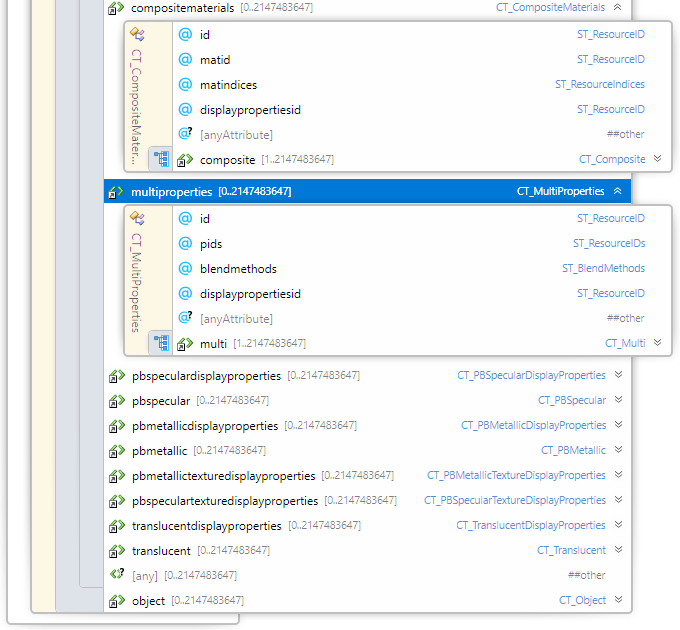 compositematerials [0..2147483647] CT_CompositeMaterials
CT_CompositeMater...
@ id ST_ResourceID
@ matid ST_ResourceID
@ matindices ST_ResourceIndices
@ displaypropertiesid ST_ResourceID
@? [anyAttribute] ##other
composite [1..2147483647] CT_Composite
multiproperties [0..2147483647] CT_MultiProperties
CT_MultiProperties
@ id ST_ResourceID
@ pids ST_ResourceIDs
@ blendmethods ST_BlendMethods
@ displaypropertiesid ST_ResourceID
@? [anyAttribute] ##other
multi [1..2147483647] CT_Multi
pbspeculardisplayproperties [0..2147483647] CT_PBSpecularDisplayProperties
pbspecular [0..2147483647] CT_PBSpecular
pbmetallicdisplayproperties [0..2147483647] CT_PBMetallicDisplayProperties
pbmetallic [0..2147483647] CT_PBMetallic
pbmetallictexturedisplayproperties [0..2147483647] CT_PBMetallicTextureDisplayProperties
pbspeculartexturedisplayproperties [0..2147483647] CT_PBSpecularTextureDisplayProperties
translucentdisplayproperties [0..2147483647] CT_TranslucentDisplayProperties
translucent [0..2147483647] CT_Translucent
? [any] [0..2147483647] ##other
object [0..2147483647] CT_Object